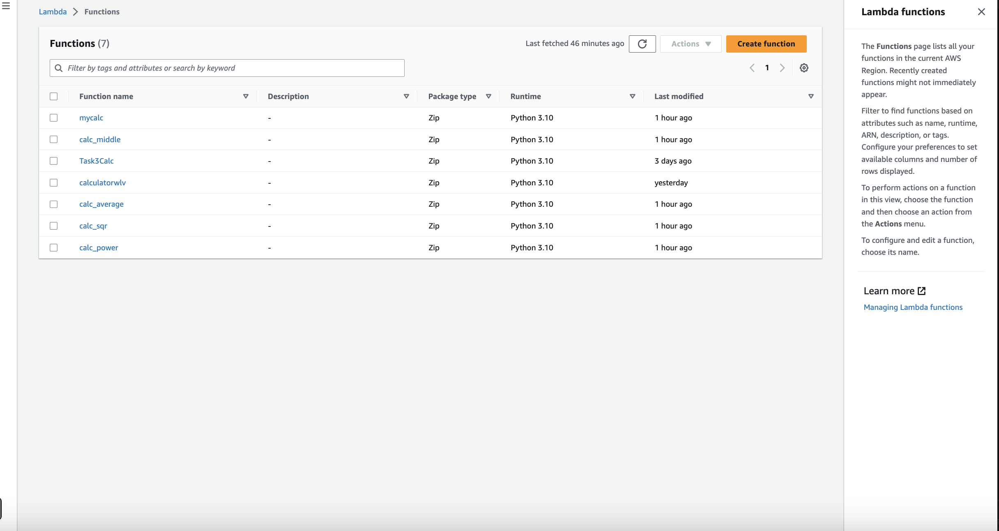 Lambda Functions
Functions (7)
Last fetched 46 minutes ago
Actions
Create function
Filter by tags and attributes or search by keyword
1
Function name Description Package type Runtime Last modified
mycalc - Zip Python 3.10 1 hour ago
calc_middle - Zip Python 3.10 1 hour ago
Task3Calc - Zip Python 3.10 3 days ago
calculatorwlv - Zip Python 3.10 yesterday
calc_average - Zip Python 3.10 1 hour ago
calc_sqr - Zip Python 3.10 1 hour ago
calc_power - Zip Python 3.10 1 hour ago
Lambda functions
The Functions page lists all your
functions in the current AWS
Region. Recently created
functions might not immediately
appear.
Filter to find functions based on
attributes such as name, runtime,
ARN, description, or tags.
Configure your preferences to set
available columns and number of
rows displayed.
To perform actions on a function
in this view, choose the function
and then choose an action from
the Actions menu.
To configure and edit a function,
choose its name.
Learn more
Managing Lambda functions